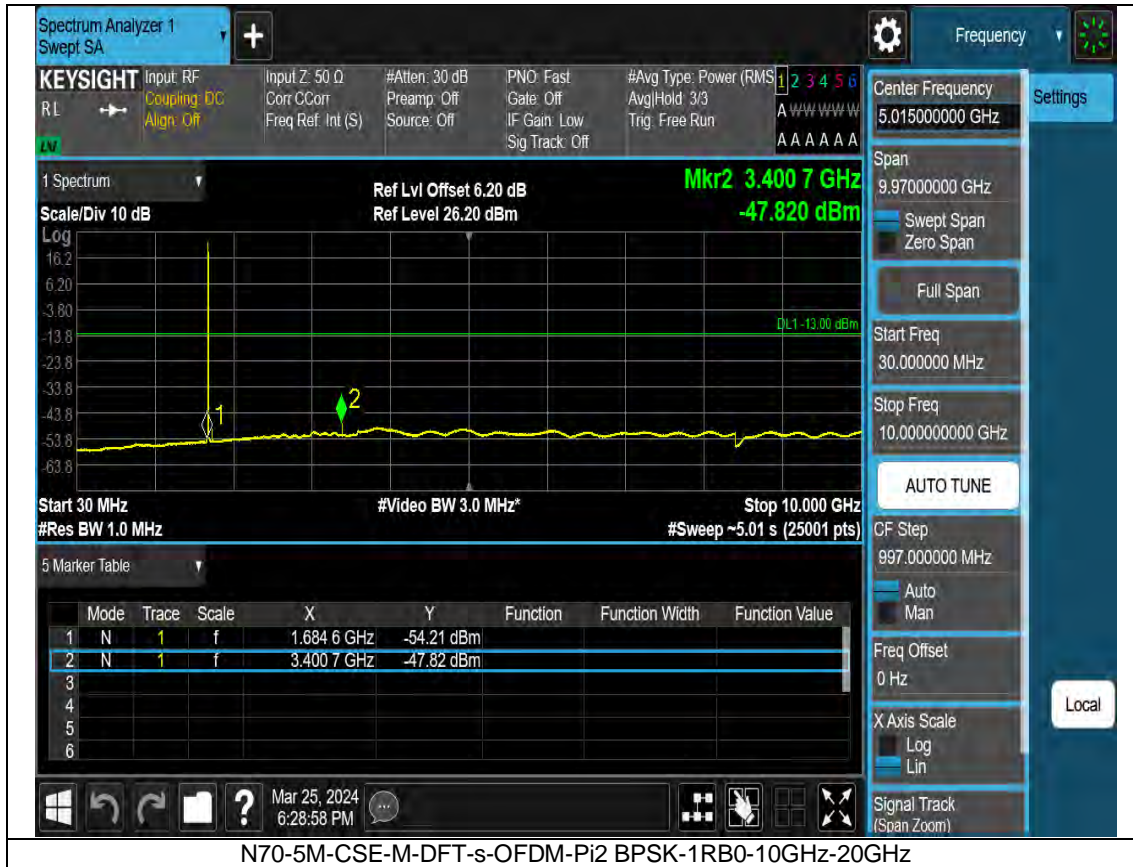 Spectrum Analyzer 1
Swept SA
+
Frequency
KEYSIGHT
RL
Input: RF
Coupling: DC
Align: Off
Input Z: 50 Ω
Corr CCorr
Freq Ref: Int (S)
#Atten: 30 dB
Preamp: Off
Source: Off
PNO: Fast
Gate: Off
IF Gain: Low
Sig Track: Off
#Avg Type: Power (RMS
Avg|Hold: 3/3
Trig: Free Run
1 2 3 4 5 6
A W W W W W
A A A A A A
1 Spectrum
Scale/Div 10 dB
Ref Lvl Offset 6.20 dB
Ref Level 26.20 dBm
Mkr2 3.400 7 GHz
-47.820 dBm
Log
16.2
6.20
-3.80
-13.8
-23.8
-33.8
-43.8
-53.8
-63.8
DL1 -13.00 dBm
1
2
Start 30 MHz
#Res BW 1.0 MHz
#Video BW 3.0 MHz*
Stop 10.000 GHz
#Sweep ~5.01 s (25001 pts)
5 Marker Table
Mode Trace Scale X Y Function Function Width Function Value
1 N 1 f 1.684 6 GHz -54.21 dBm
2 N 1 f 3.400 7 GHz -47.82 dBm
3
4
5
6
Center Frequency
5.015000000 GHz
Settings
Span
9.97000000 GHz
Swept Span
Zero Span
Full Span
Start Freq
30.000000 MHz
Stop Freq
10.000000000 GHz
AUTO TUNE
CF Step
997.000000 MHz
Auto
Man
Freq Offset
0 Hz
X Axis Scale
Log
Lin
Local
Signal Track
(Span Zoom)
?
Mar 25, 2024
6:28:58 PM
N70-5M-CSE-M-DFT-s-OFDM-Pi2 BPSK-1RB0-10GHz-20GHz